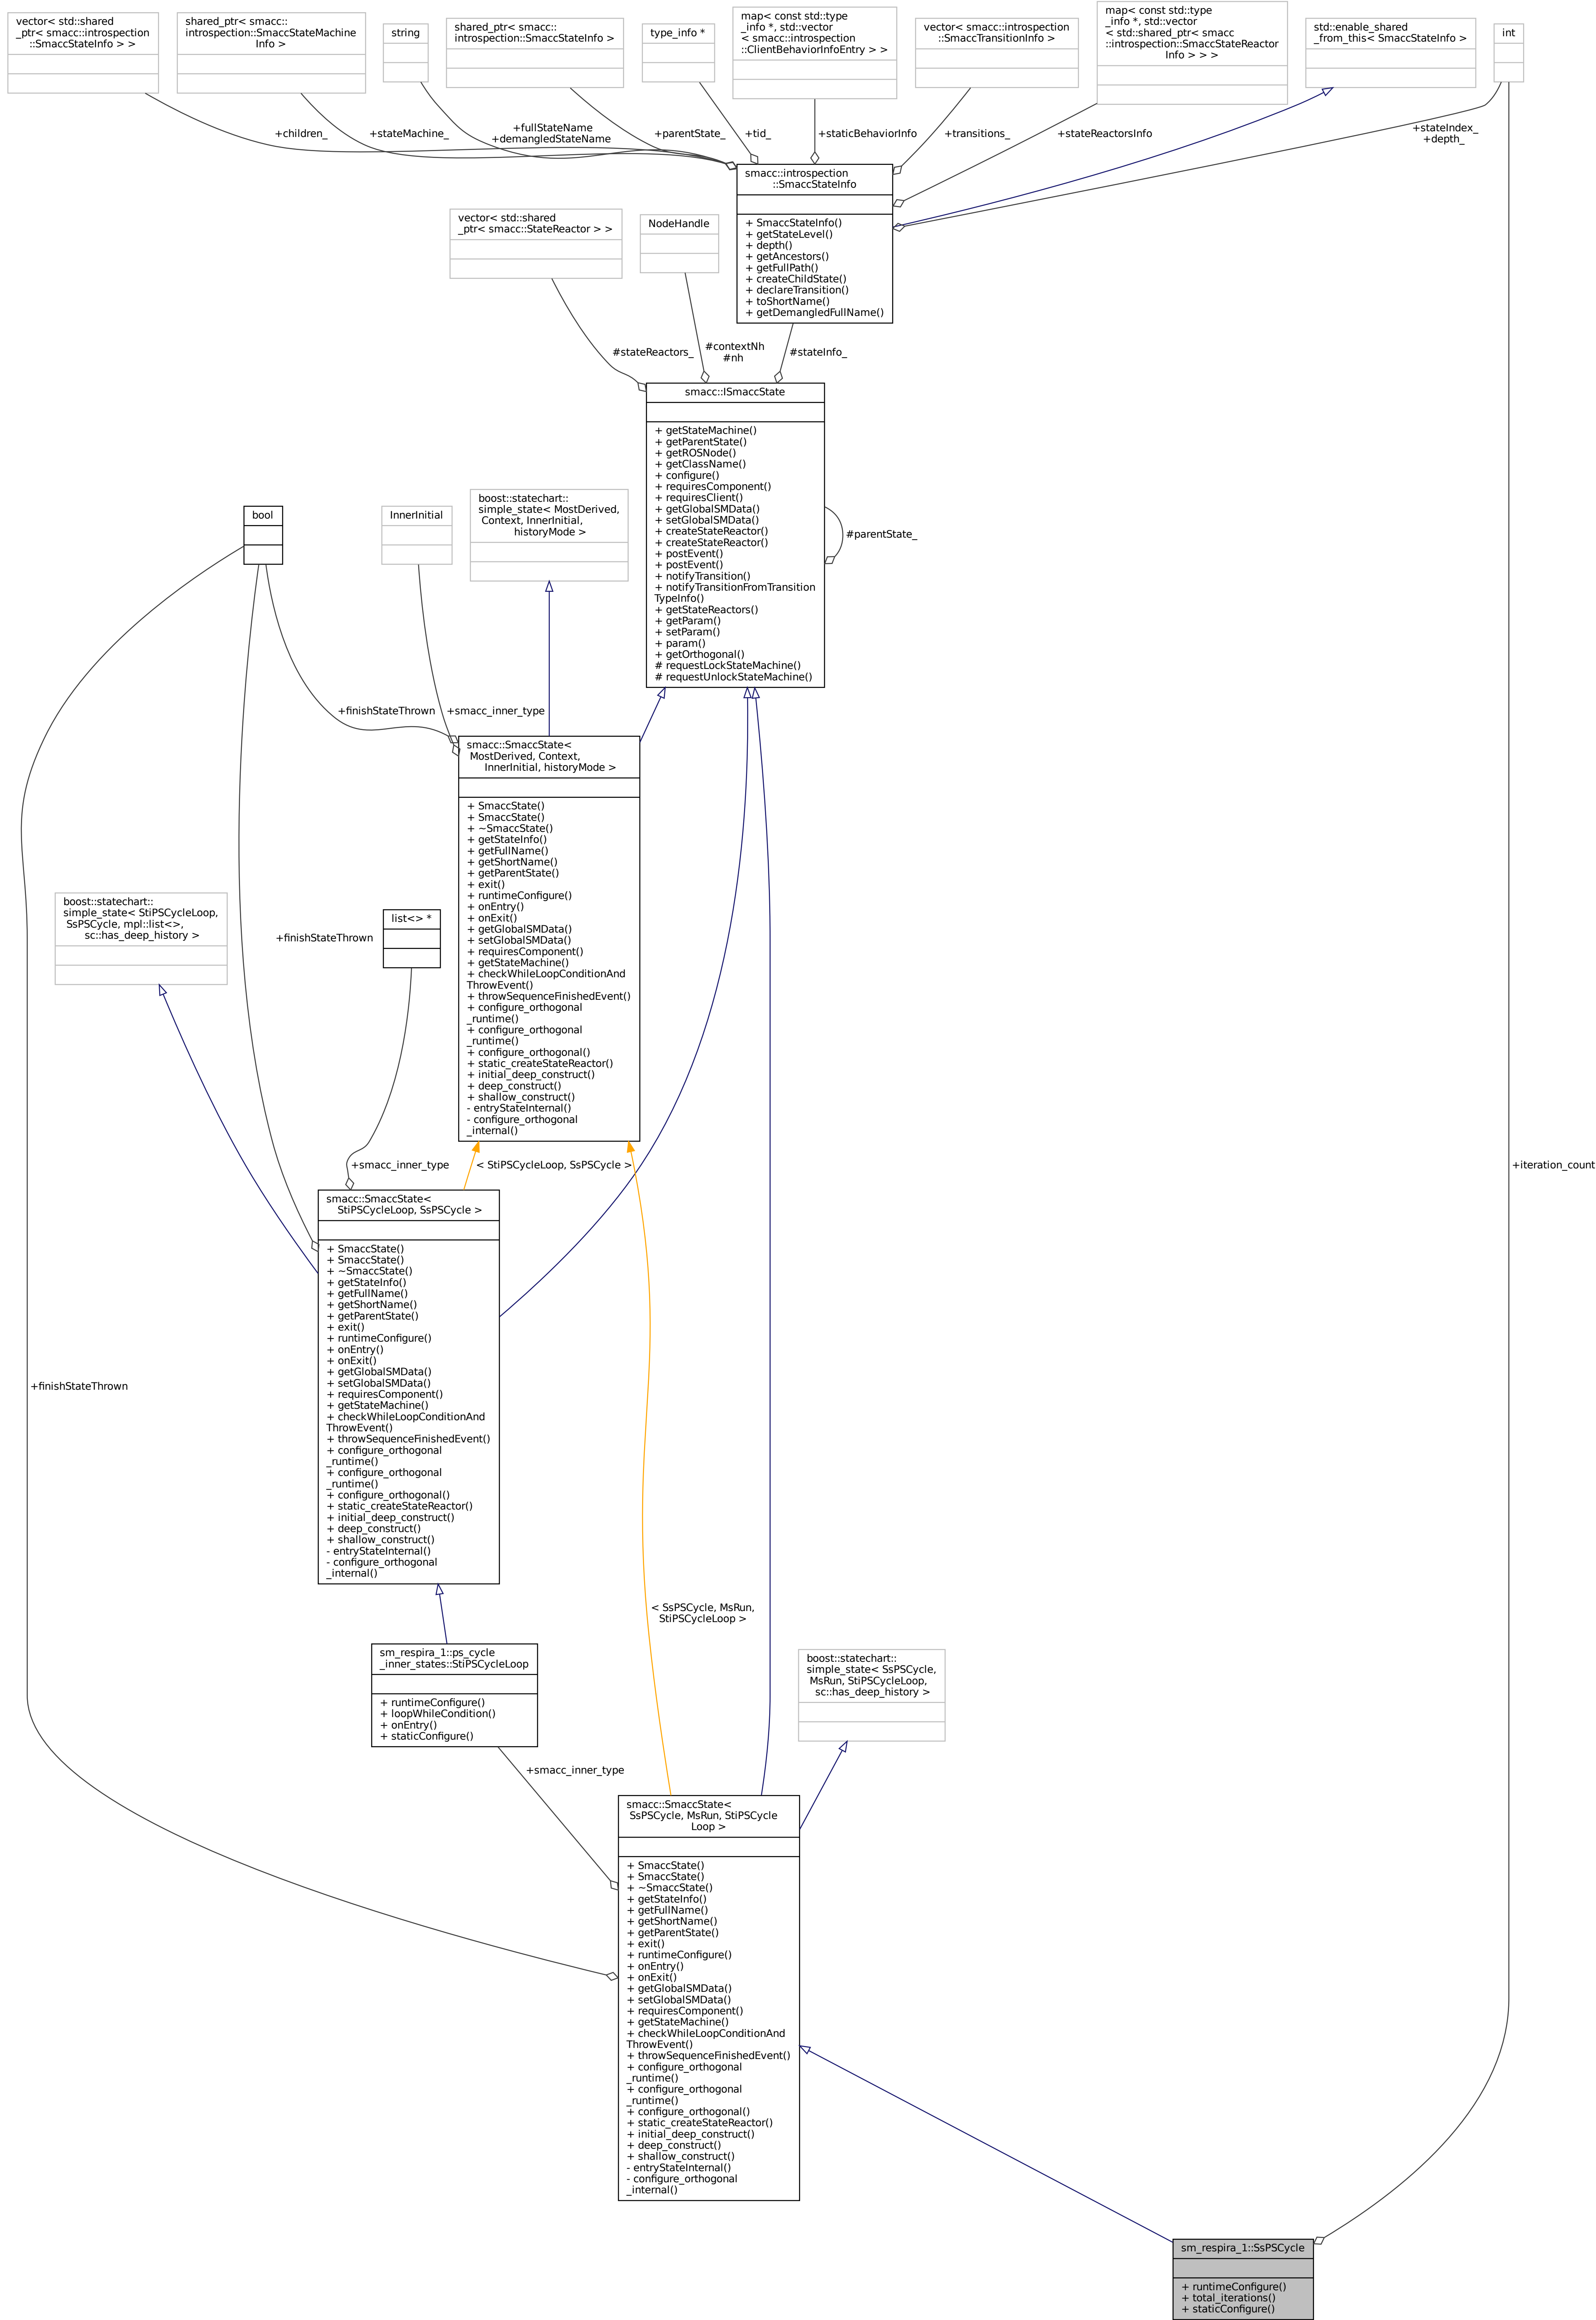 vector< std::shared
_ptr< smacc::introspection
::SmaccStateInfo > >
shared_ptr< smacc::
introspection::SmaccStateMachine
Info >
string
shared_ptr< smacc::
introspection::SmaccStateInfo >
type_info *
map< const std::type
_info *, std::vector
< smacc::introspection
::ClientBehaviorInfoEntry > >
vector< smacc::introspection
::SmaccTransitionInfo >
map< const std::type
_info *, std::vector
< std::shared_ptr< smacc
::introspection::SmaccStateReactor
Info > > >
std::enable_shared
_from_this< SmaccStateInfo >
int
+children_
+stateMachine_
+fullStateName
+demangledStateName
+parentState_
+tid_
+staticBehaviorInfo
+transitions_
+stateReactorsInfo
+stateIndex_
+depth_
smacc::introspection
::SmaccStateInfo
+ SmaccStateInfo()
+ getStateLevel()
+ depth()
+ getAncestors()
+ getFullPath()
+ createChildState()
+ declareTransition()
+ toShortName()
+ getDemangledFullName()
vector< std::shared
_ptr< smacc::StateReactor > >
NodeHandle
#stateReactors_
#contextNh
#nh
#stateInfo_
smacc::ISmaccState
+ getStateMachine()
+ getParentState()
+ getROSNode()
+ getClassName()
+ configure()
+ requiresComponent()
+ requiresClient()
+ getGlobalSMData()
+ setGlobalSMData()
+ createStateReactor()
+ createStateReactor()
+ postEvent()
+ postEvent()
+ notifyTransition()
+ notifyTransitionFromTransition
TypeInfo()
+ getStateReactors()
+ getParam()
+ setParam()
+ param()
+ getOrthogonal()
# requestLockStateMachine()
# requestUnlockStateMachine()
#parentState_
bool
InnerInitial
boost::statechart::
simple_state< MostDerived,
Context, InnerInitial,
historyMode >
+finishStateThrown
+smacc_inner_type
smacc::SmaccState<
MostDerived, Context,
InnerInitial, historyMode >
+ SmaccState()
+ SmaccState()
+ ~SmaccState()
+ getStateInfo()
+ getFullName()
+ getShortName()
+ getParentState()
+ exit()
+ runtimeConfigure()
+ onEntry()
+ onExit()
+ getGlobalSMData()
+ setGlobalSMData()
+ requiresComponent()
+ getStateMachine()
+ checkWhileLoopConditionAnd
ThrowEvent()
+ throwSequenceFinishedEvent()
+ configure_orthogonal
_runtime()
+ configure_orthogonal
_runtime()
+ configure_orthogonal()
+ static_createStateReactor()
+ initial_deep_construct()
+ deep_construct()
+ shallow_construct()
- entryStateInternal()
- configure_orthogonal
_internal()
boost::statechart::
simple_state< StiPSCycleLoop,
SsPSCycle, mpl::list<>,
sc::has_deep_history >
list<> *
+finishStateThrown
+smacc_inner_type
< StiPSCycleLoop, SsPSCycle >
+iteration_count
smacc::SmaccState<
StiPSCycleLoop, SsPSCycle >
+ SmaccState()
+ SmaccState()
+ ~SmaccState()
+ getStateInfo()
+ getFullName()
+ getShortName()
+ getParentState()
+ exit()
+ runtimeConfigure()
+ onEntry()
+ onExit()
+ getGlobalSMData()
+ setGlobalSMData()
+ requiresComponent()
+ getStateMachine()
+ checkWhileLoopConditionAnd
ThrowEvent()
+ throwSequenceFinishedEvent()
+ configure_orthogonal
_runtime()
+ configure_orthogonal
_runtime()
+ configure_orthogonal()
+ static_createStateReactor()
+ initial_deep_construct()
+ deep_construct()
+ shallow_construct()
- entryStateInternal()
- configure_orthogonal
_internal()
+finishStateThrown
< SsPSCycle, MsRun,
StiPSCycleLoop >
sm_respira_1::ps_cycle
_inner_states::StiPSCycleLoop
+ runtimeConfigure()
+ loopWhileCondition()
+ onEntry()
+ staticConfigure()
boost::statechart::
simple_state< SsPSCycle,
MsRun, StiPSCycleLoop,
sc::has_deep_history >
+smacc_inner_type
smacc::SmaccState<
SsPSCycle, MsRun, StiPSCycle
Loop >
+ SmaccState()
+ SmaccState()
+ ~SmaccState()
+ getStateInfo()
+ getFullName()
+ getShortName()
+ getParentState()
+ exit()
+ runtimeConfigure()
+ onEntry()
+ onExit()
+ getGlobalSMData()
+ setGlobalSMData()
+ requiresComponent()
+ getStateMachine()
+ checkWhileLoopConditionAnd
ThrowEvent()
+ throwSequenceFinishedEvent()
+ configure_orthogonal
_runtime()
+ configure_orthogonal
_runtime()
+ configure_orthogonal()
+ static_createStateReactor()
+ initial_deep_construct()
+ deep_construct()
+ shallow_construct()
- entryStateInternal()
- configure_orthogonal
_internal()
sm_respira_1::SsPSCycle
+ runtimeConfigure()
+ total_iterations()
+ staticConfigure()